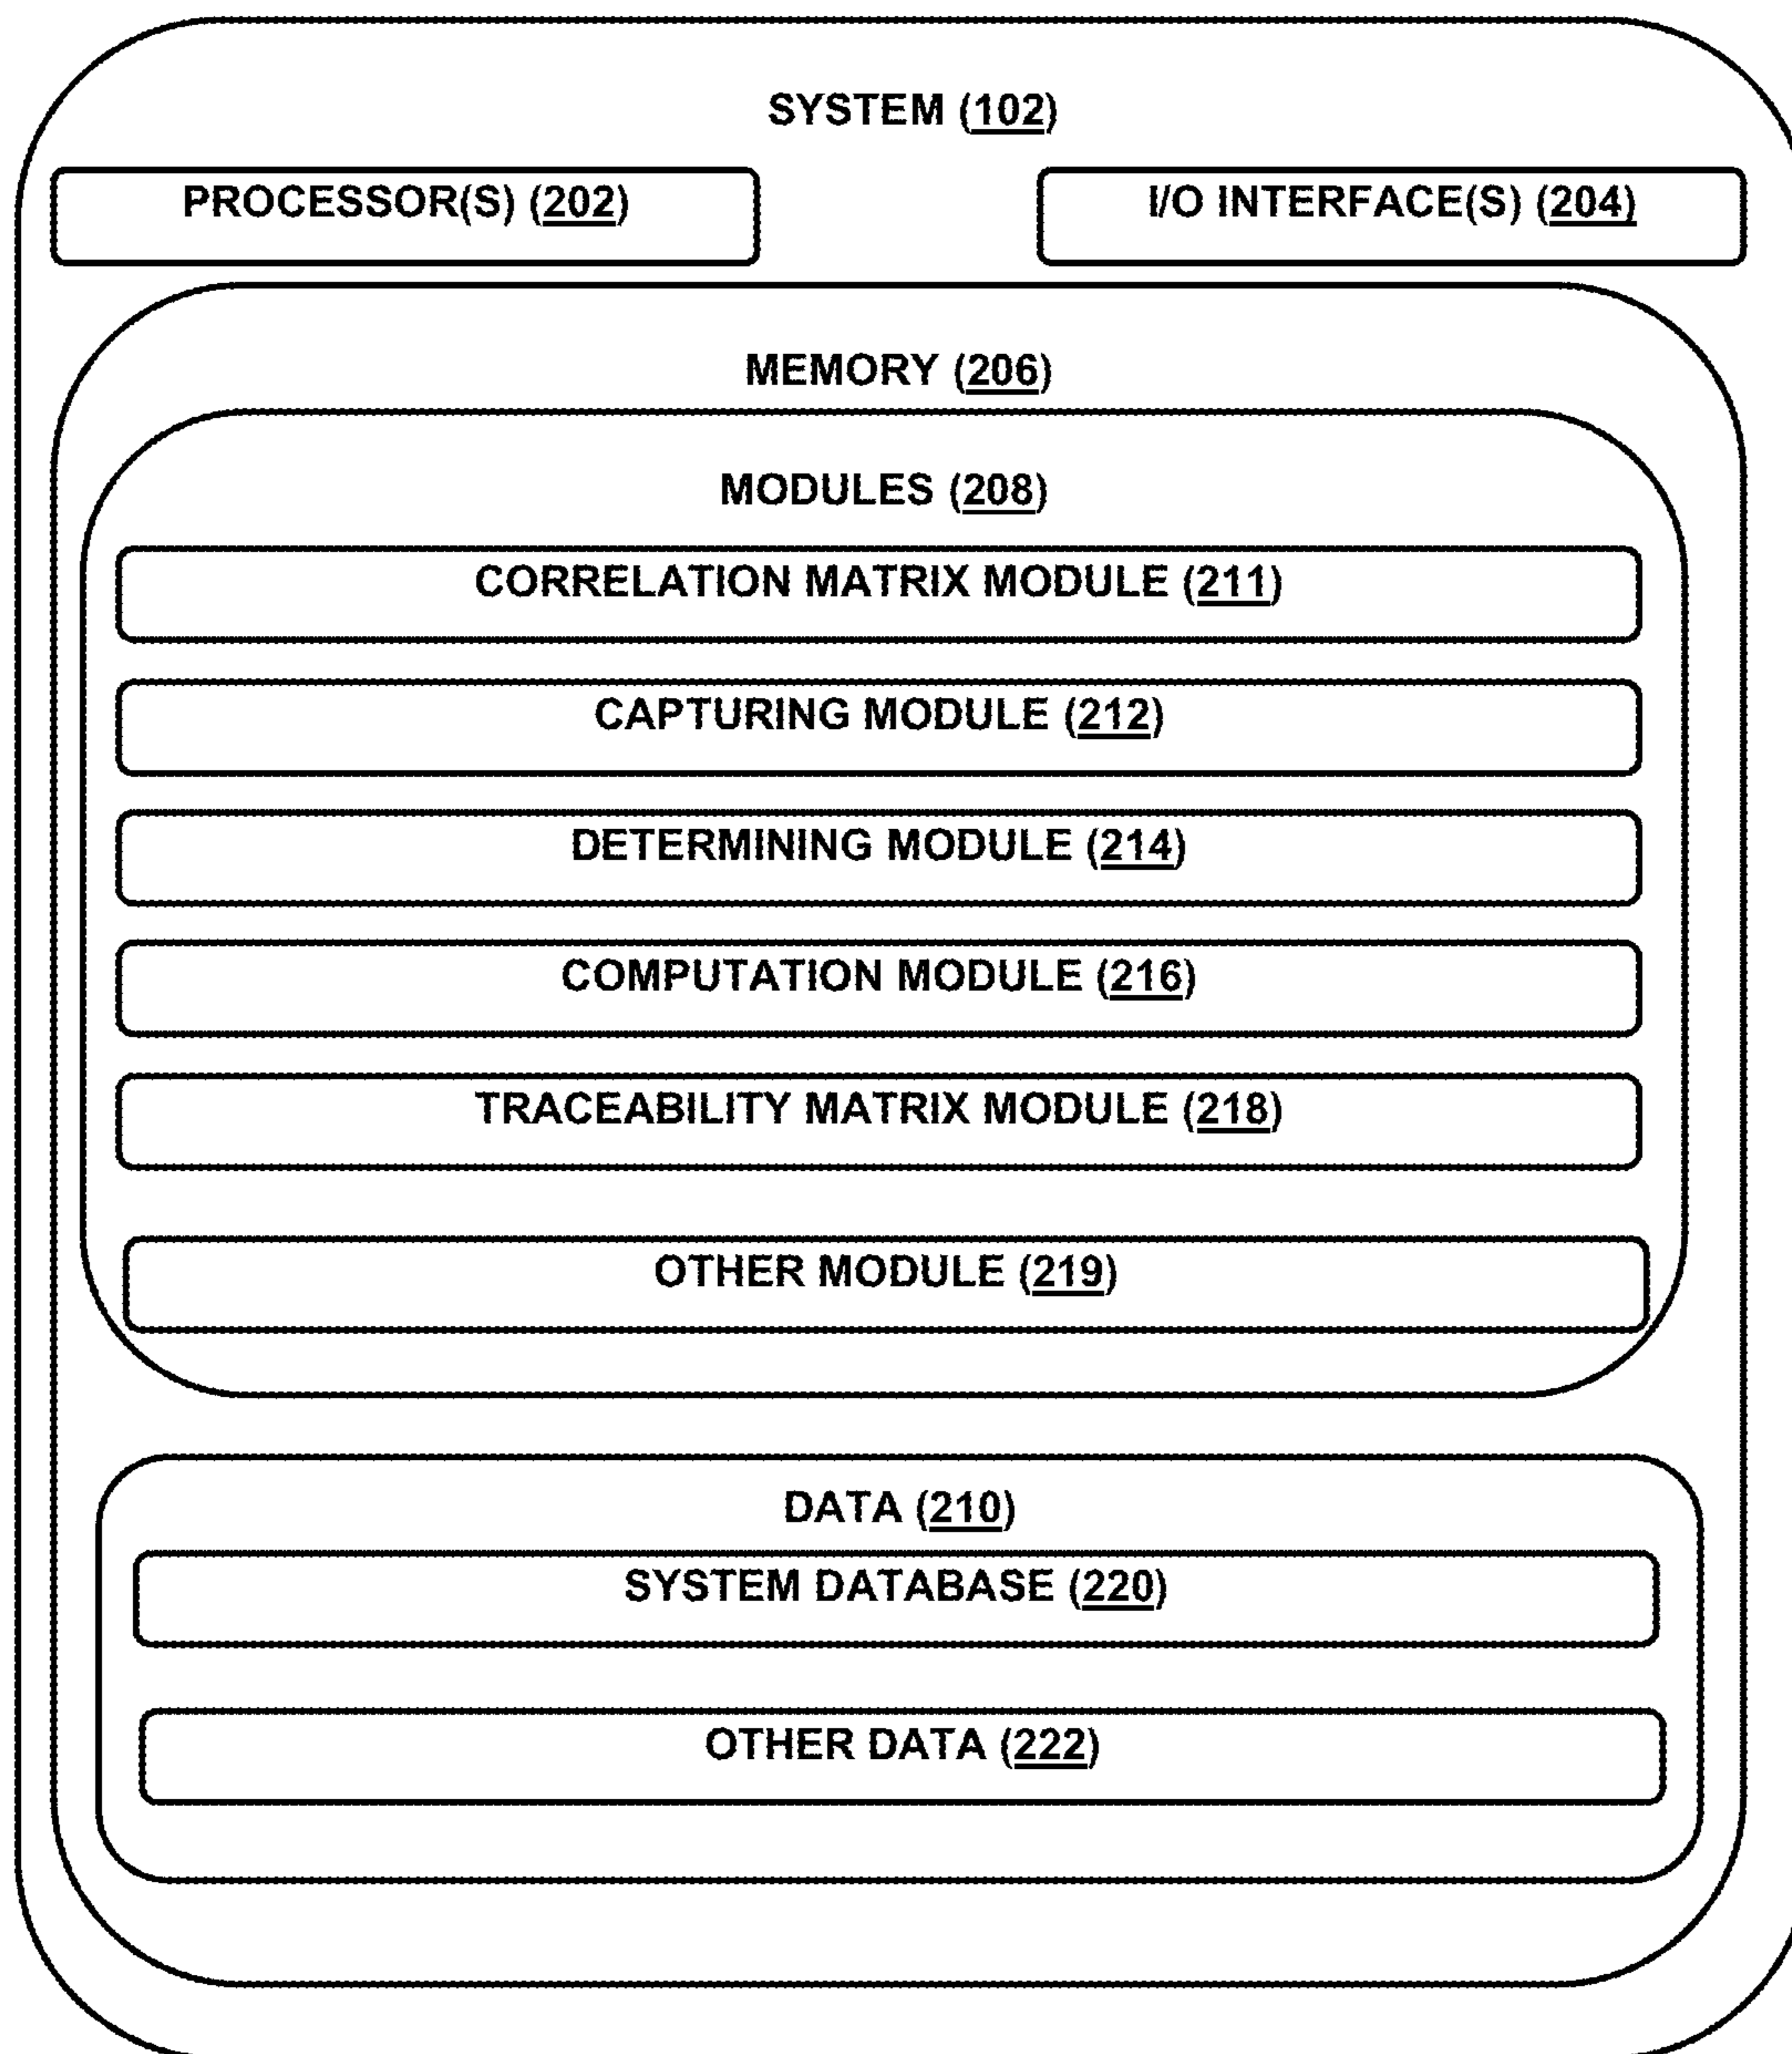 SYSTEM (102)
PROCESSOR(S) (202)
I/O INTERFACE(S) (204)
MEMORY (206)
MODULES (208)
CORRELATION MATRIX MODULE (211)
CAPTURING MODULE (212)
DETERMINING MODULE (214)
COMPUTATION MODULE (216)
TRACEABILITY MATRIX MODULE (218)
OTHER MODULE (219)
DATA (210)
SYSTEM DATABASE (220)
OTHER DATA (222)